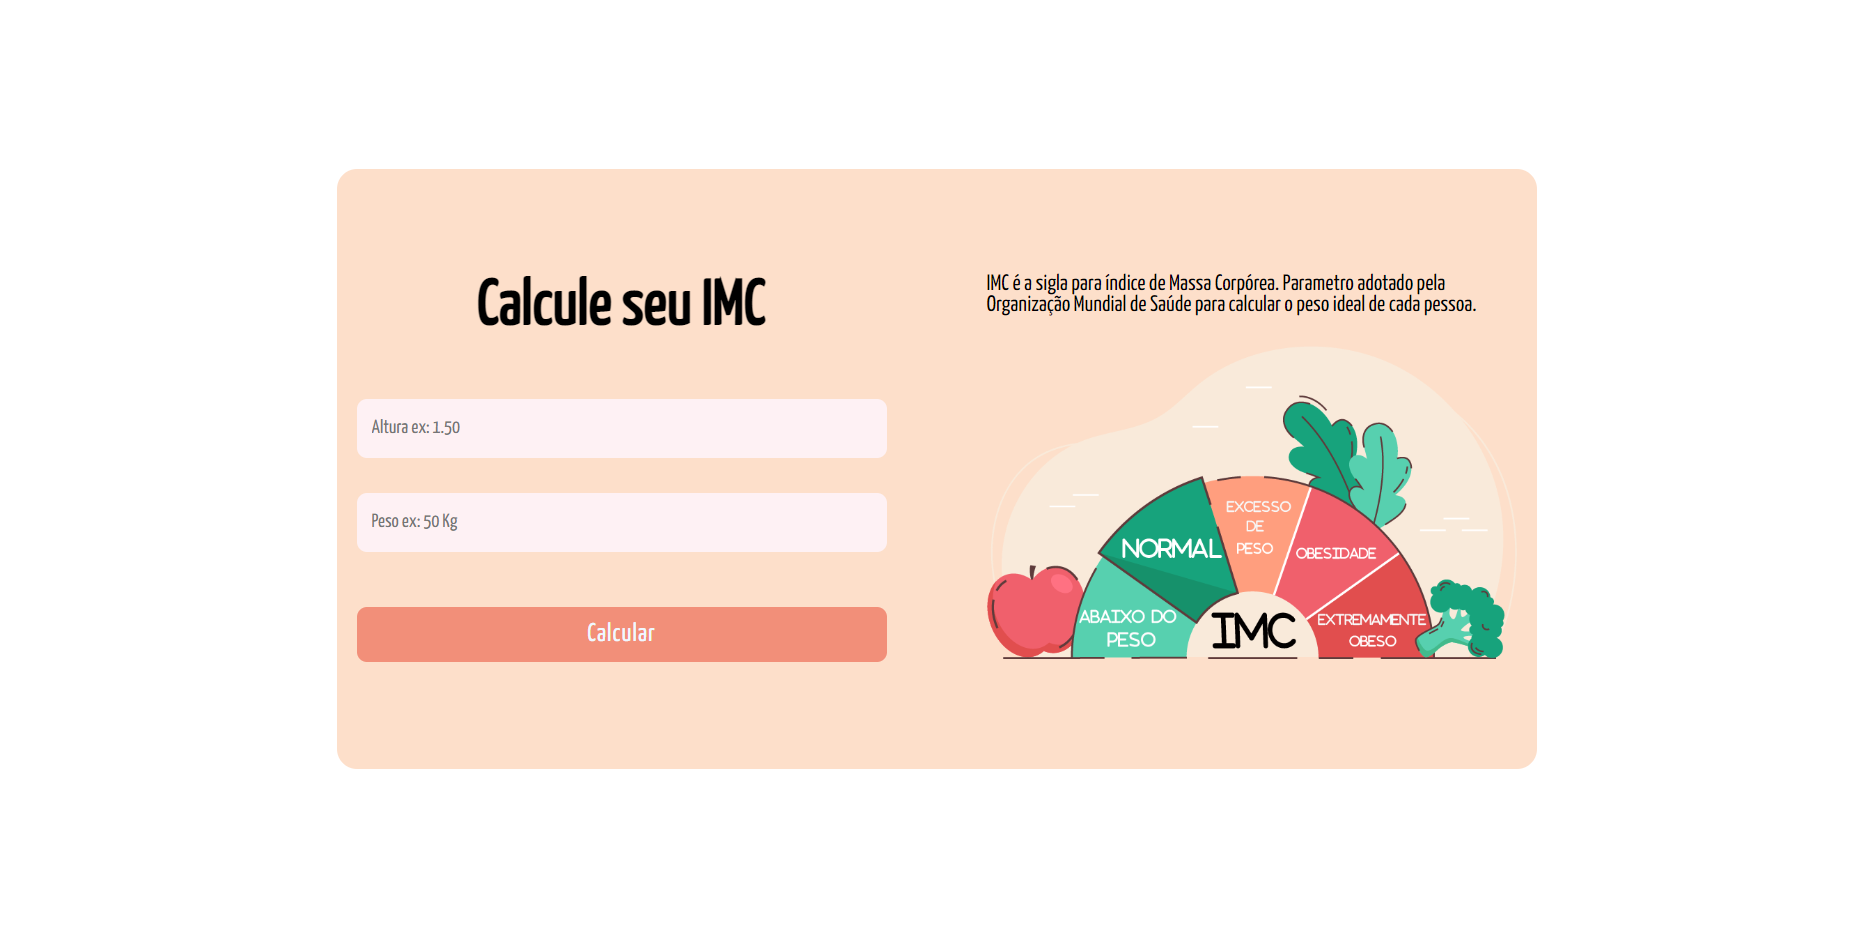 Calcule seu IMC
Altura ex: 1.50
Peso ex: 50 Kg
Calcular
IMC é a sigla para índice de Massa Corpórea. Parametro adotado pela
Organização Mundial de Saúde para calcular o peso ideal de cada pessoa.
ABAIXO DO
PESO
NORMAL
EXCESSO
DE
PESO
OBESIDADE
EXTREMAMENTE
OBESO
IMC